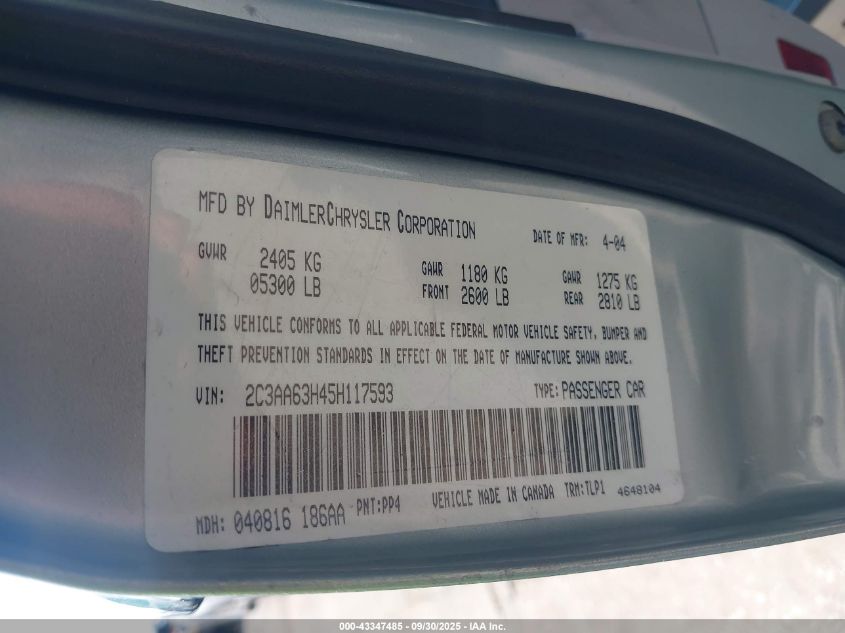 MFD BY DAIMLERCHRYSLER CORPORATION
DATE OF MFR: 4-04
GVWR 2405 KG
05300 LB
GAWR 1180 KG
FRONT 2600 LB
GAWR 1275 KG
REAR 2810 LB
THIS VEHICLE CONFORMS TO ALL APPLICABLE FEDERAL MOTOR VEHICLE SAFETY, BUMPER AND
THEFT PREVENTION STANDARDS IN EFFECT ON THE DATE OF MANUFACTURE SHOWN ABOVE.
VIN: 2C3AA63H45H117593
TYPE: PASSENGER CAR
MDH: 040816 186AA PNT:PP4 VEHICLE MADE IN CANADA TRM:TLP1 4648104
000-43347485 - 09/30/2025 - IAA Inc.